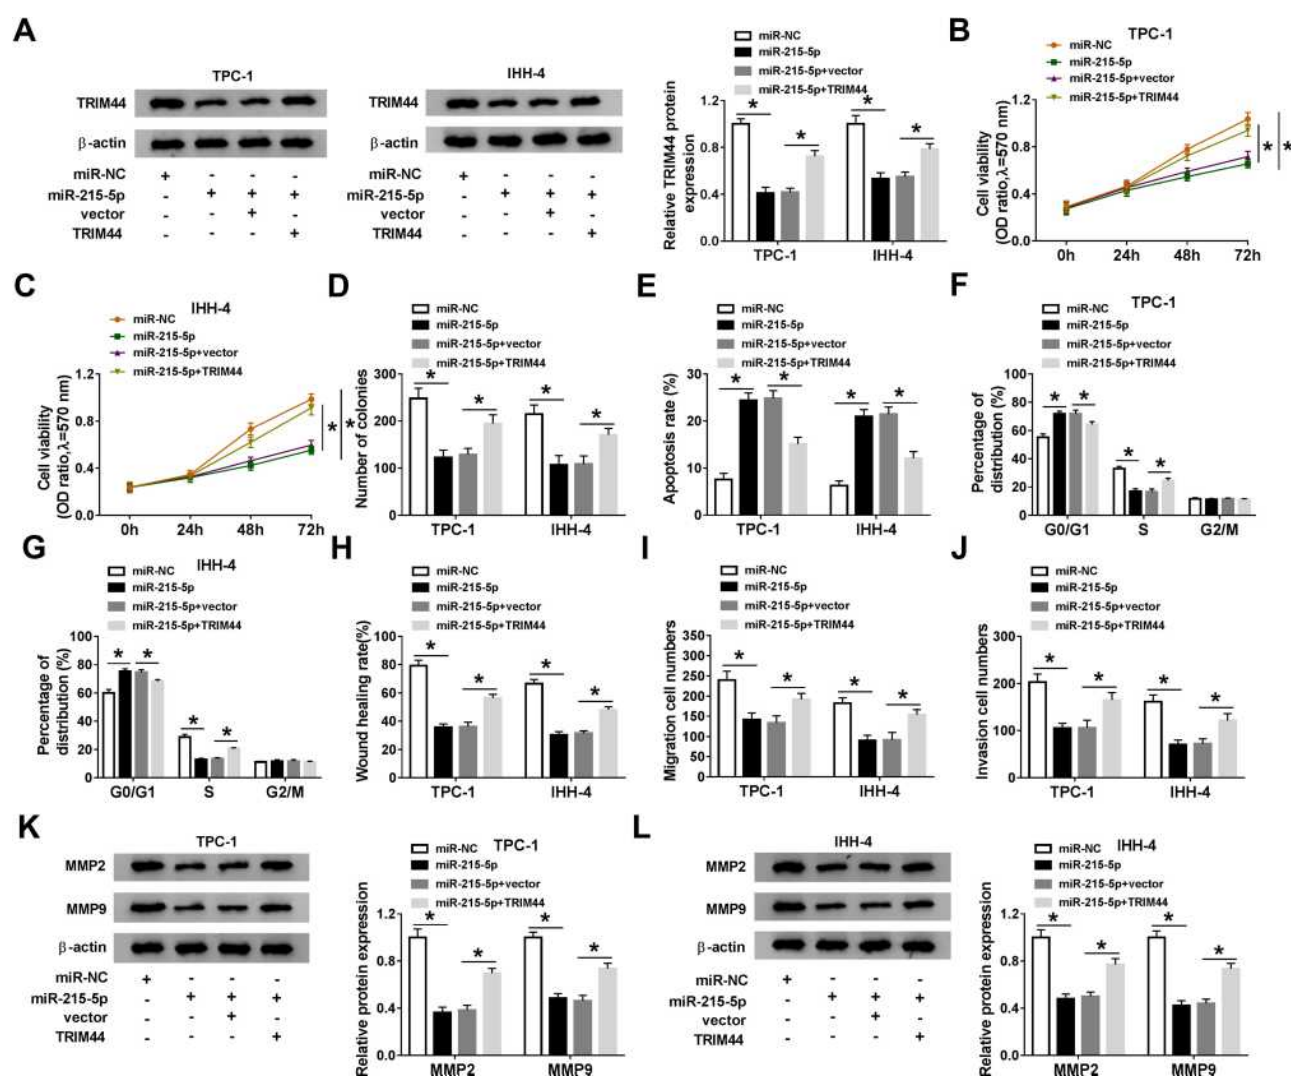 A
TPC-1
TRIM44
β-actin
miR-NC + - - -
miR-215-5p - + + +
vector - - + -
TRIM44 - - - +
IHH-4
TRIM44
β-actin
miR-NC + - - -
miR-215-5p - + + +
vector - - + -
TRIM44 - - - +
miR-NC
miR-215-5p
miR-215-5p+vector
miR-215-5p+TRIM44
Relative TRIM44 protein
expression
1.2
0.8
0.4
0.0
* * * *
TPC-1 IHH-4
B
TPC-1
miR-NC
miR-215-5p
miR-215-5p+vector
miR-215-5p+TRIM44
Cell viability
(OD ratio,λ=570 nm)
1.2
0.8
0.4
0.0
* *
0h 24h 48h 72h
C
IHH-4
miR-NC
miR-215-5p
miR-215-5p+vector
miR-215-5p+TRIM44
Cell viability
(OD ratio,λ=570 nm)
1.2
0.8
0.4
0.0
* *
0h 24h 48h 72h
D
miR-NC
miR-215-5p
miR-215-5p+vector
miR-215-5p+TRIM44
Number of colonies
300
200
100
0
* * * *
TPC-1 IHH-4
E
miR-NC
miR-215-5p
miR-215-5p+vector
miR-215-5p+TRIM44
Apoptosis rate (%)
30
20
10
0
* * * *
TPC-1 IHH-4
F
TPC-1
miR-NC
miR-215-5p
miR-215-5p+vector
miR-215-5p+TRIM44
Percentage of
distribution (%)
100
80
60
40
20
0
* * * *
G0/G1 S G2/M
G
IHH-4
miR-NC
miR-215-5p
miR-215-5p+vector
miR-215-5p+TRIM44
Percentage of
distribution (%)
100
80
60
40
20
0
* * * *
G0/G1 S G2/M
H
miR-NC
miR-215-5p
miR-215-5p+vector
miR-215-5p+TRIM44
Wound healing rate(%)
100
80
60
40
20
0
* * * *
TPC-1 IHH-4
I
miR-NC
miR-215-5p
miR-215-5p+vector
miR-215-5p+TRIM44
Migration cell numbers
350
300
250
200
150
100
50
0
* * * *
TPC-1 IHH-4
J
miR-NC
miR-215-5p
miR-215-5p+vector
miR-215-5p+TRIM44
Invasion cell numbers
300
200
100
0
* * * *
TPC-1 IHH-4
K
TPC-1
MMP2
MMP9
β-actin
miR-NC + - - -
miR-215-5p - + + +
vector - - + -
TRIM44 - - - +
TPC-1
miR-NC
miR-215-5p
miR-215-5p+vector
miR-215-5p+TRIM44
Relative protein expression
1.2
0.8
0.4
0.0
* * * *
MMP2 MMP9
L
IHH-4
MMP2
MMP9
β-actin
miR-NC + - - -
miR-215-5p - + + +
vector - - + -
TRIM44 - - - +
IHH-4
miR-NC
miR-215-5p
miR-215-5p+vector
miR-215-5p+TRIM44
Relative protein expression
1.2
0.8
0.4
0.0
* * * *
MMP2 MMP9